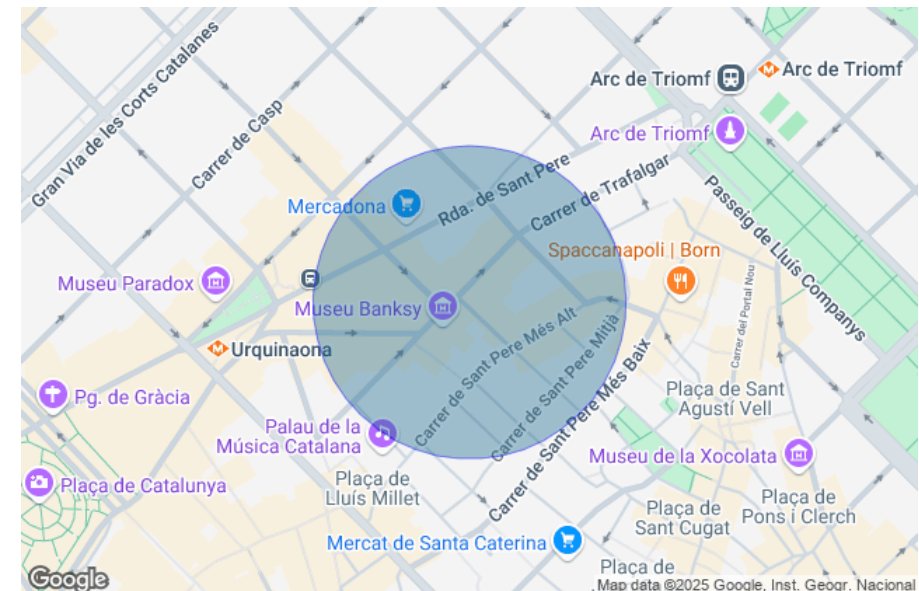 Gran Via de les Corts Catalanes
Carrer de Casp
Arc de Triomf
Arc de Triomf
Arc de Triomf
Rda. de Sant Pere
Carrer de Trafalgar
Passeig de Lluís Companys
Mercadona
Spaccanapoli | Born
Museu Paradox
Museu Banksy
Carrer del Portal Nou
Urquinaona
Carrer de Sant Pere Més Alt
Carrer de Sant Pere Mitjà
Carrer de Sant Pere Més Baix
Pg. de Gràcia
Plaça de Sant
Agustí Vell
Palau de la
Música Catalana
Museu de la Xocolata
Plaça de
Lluís Millet
Plaça de Catalunya
Plaça de
Sant Cugat
Plaça de
Pons i Clerch
Mercat de Santa Caterina
Plaça de
Google
Map data ©2025 Google, Inst. Geogr. Nacional